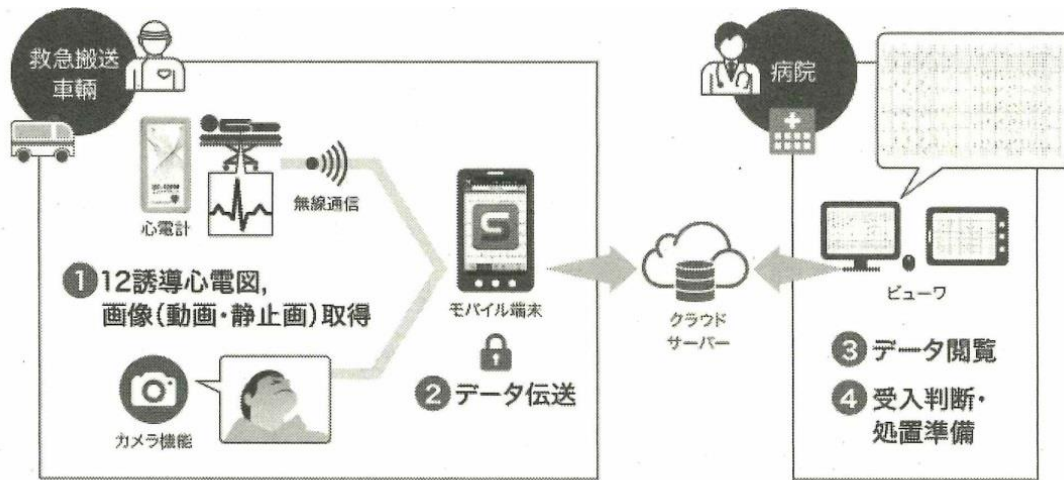 救急搬送
車輛
病院
心電計
無線通信
❶12誘導心電図,
画像(動画・静止画)取得
カメラ機能
モバイル端末
❷データ伝送
クラウド
サーバー
ビューワ
❸データ閲覧
❹受入判断・
処置準備